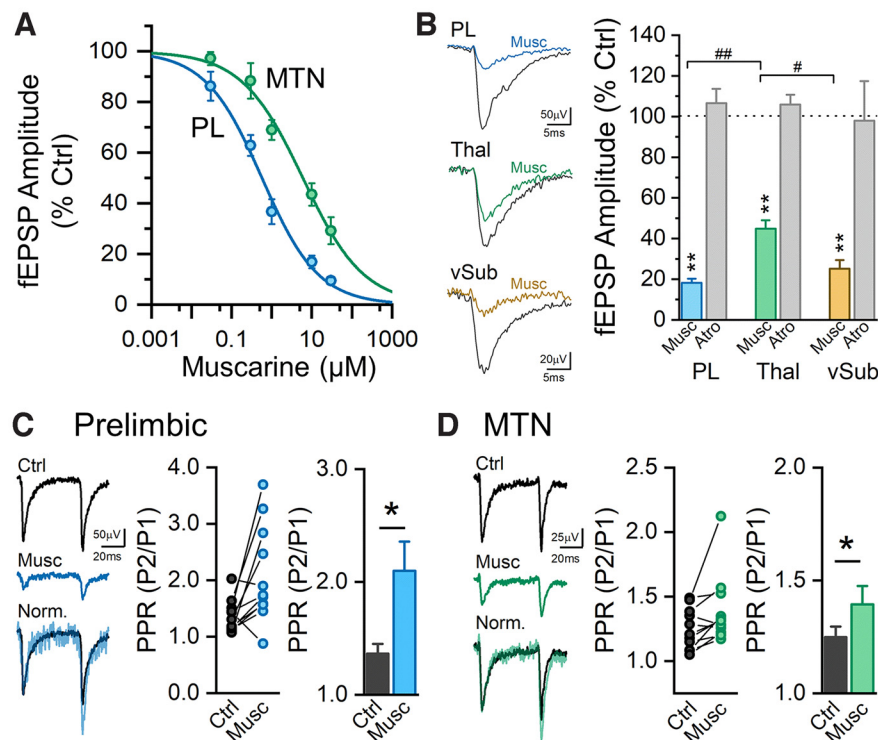 A
fEPSP Amplitude
(% Ctrl)
100
80
60
40
20
0
MTN
PL
0.001
0.1
10
1000
Muscarine (μM)
B
PL
Musc
50μV
5ms
Thal
Musc
vSub
Musc
20μV
5ms
fEPSP Amplitude (% Ctrl)
140
120
100
80
60
40
20
0
##
#
**
**
**
Musc
Atro
Musc
Atro
Musc
Atro
PL
Thal
vSub
C
Prelimbic
Ctrl
50μV
20ms
Musc
Norm.
PPR (P2/P1)
4.0
3.0
2.0
1.0
0.0
Ctrl
Musc
PPR (P2/P1)
3.0
2.0
1.0
*
Ctrl
Musc
D
MTN
Ctrl
25μV
20ms
Musc
Norm.
PPR (P2/P1)
2.5
2.0
1.5
1.0
Ctrl
Musc
PPR (P2/P1)
2.0
1.5
1.0
*
Ctrl
Musc